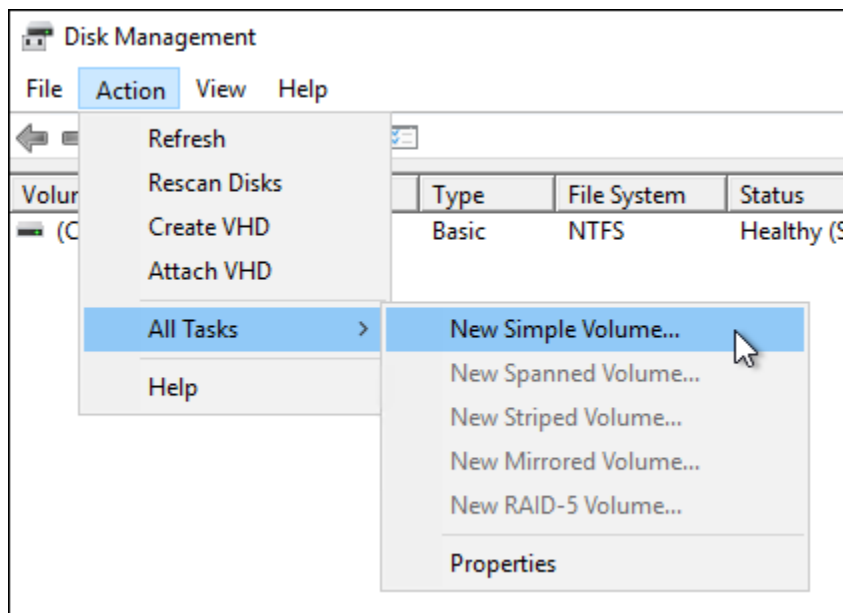 Disk Management
File Action View Help
Refresh
Rescan Disks
Create VHD
Attach VHD
All Tasks
Help
Type File System Status
(C Basic NTFS Healthy (S
New Simple Volume...
New Spanned Volume...
New Striped Volume...
New Mirrored Volume...
New RAID-5 Volume...
Properties